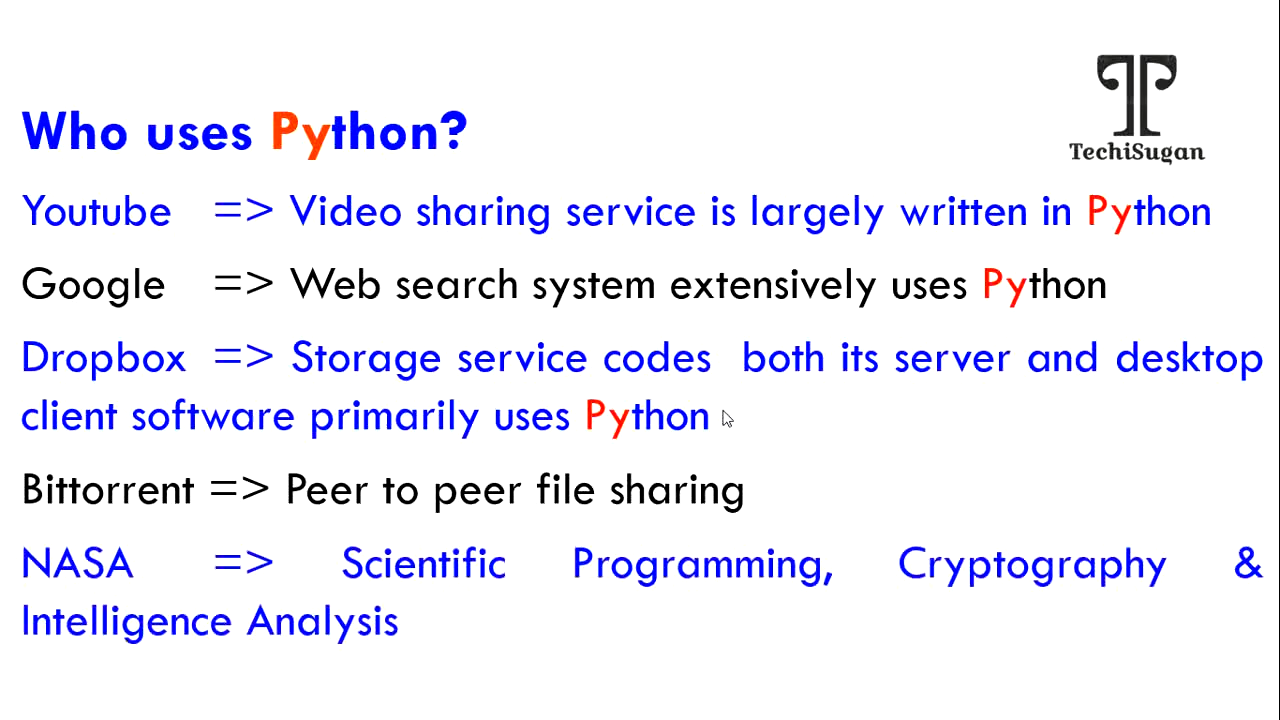 TechiSugan
Who uses Python?
Youtube => Video sharing service is largely written in Python
Google => Web search system extensively uses Python
Dropbox => Storage service codes both its server and desktop
client software primarily uses Python
Bittorrent => Peer to peer file sharing
NASA => Scientific Programming, Cryptography &
Intelligence Analysis